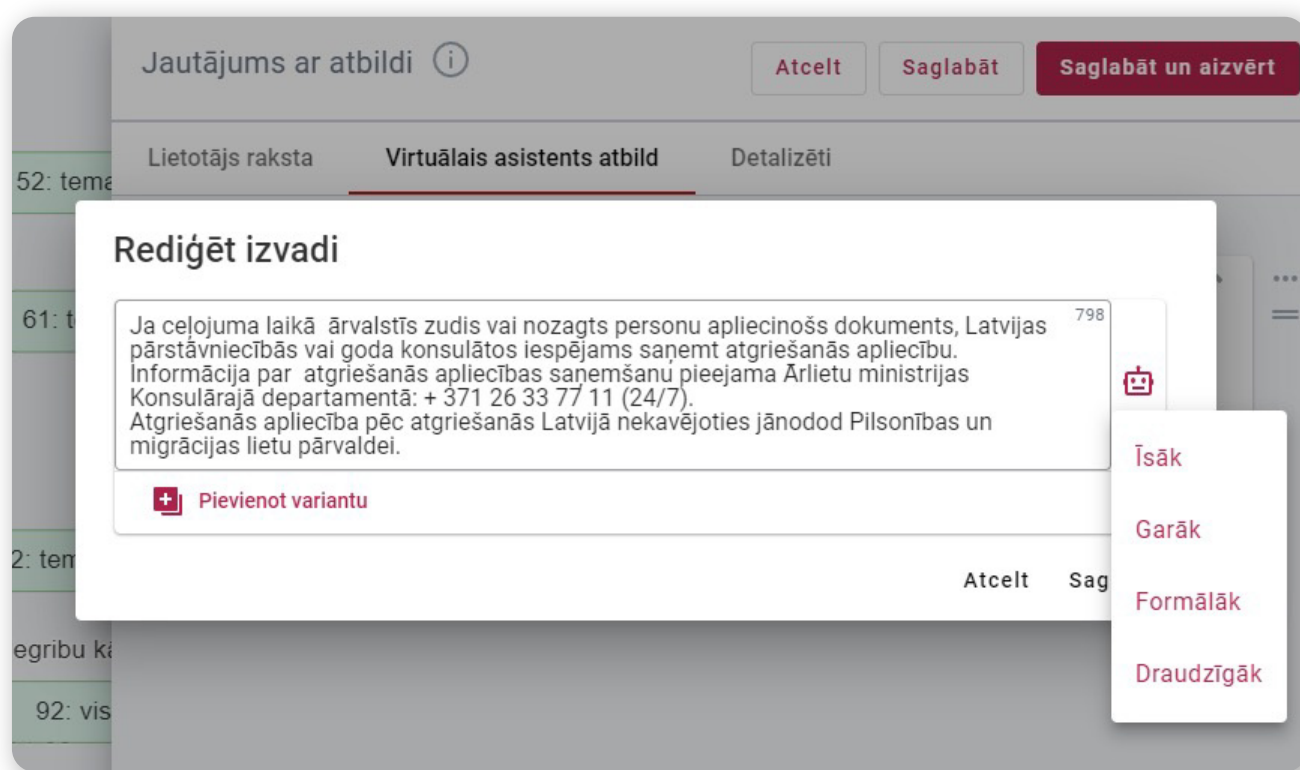 Jautājums ar atbildi
Atcelt
Saglabāt
Saglabāt un aizvērt
Lietotājs raksta
Virtuālais asistents atbild
Detalizēti
52: tema
Rediģēt izvadi
61: t
Ja ceļojuma laikā  ārvalstīs zudis vai nozagts personu apliecinošs dokuments, Latvijas
pārstāvniecībās vai goda konsulātos iespējams saņemt atgriešanās apliecību.
Informācija par  atgriešanās apliecības saņemšanu pieejama Ārlietu ministrijas
Konsulārajā departamentā: + 371 26 33 77 11 (24/7).
Atgriešanās apliecība pēc atgriešanās Latvijā nekavējoties jānodod Pilsonības un
migrācijas lietu pārvaldei.
798
Pievienot variantu
Īsāk
Garāk
Formālāk
Draudzīgāk
2: tem
Atcelt
Sag
egribu kā
92: vis